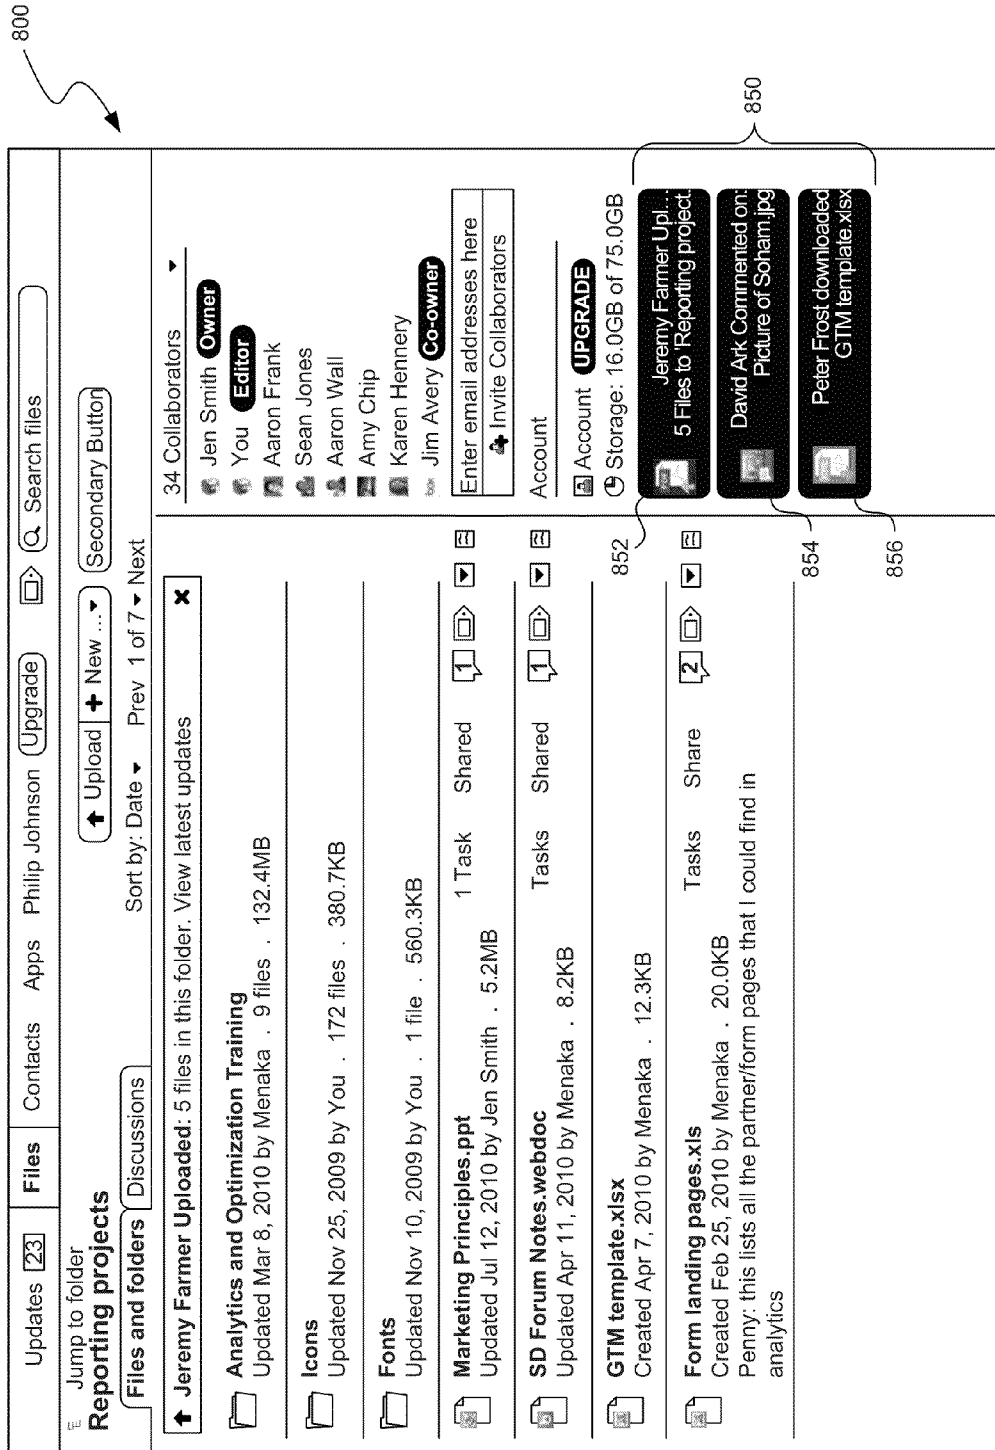 800
Updates 23 Files Contacts Apps Philip Johnson Upgrade Search files
Jump to folder
Reporting projects
Upload New ... Secondary Button
Files and folders Discussions
Sort by: Date Prev 1 of 7 Next
Jeremy Farmer Uploaded: 5 files in this folder. View latest updates x
Analytics and Optimization Training
Updated Mar 8, 2010 by Menaka . 9 files . 132.4MB
Icons
Updated Nov 25, 2009 by You . 172 files . 380.7KB
Fonts
Updated Nov 10, 2009 by You . 1 file . 560.3KB
Marketing Principles.ppt
Updated Jul 12, 2010 by Jen Smith . 5.2MB 1 Task Shared 1
SD Forum Notes.webdoc
Updated Apr 11, 2010 by Menaka . 8.2KB Tasks Shared 1
GTM template.xlsx
Created Apr 7, 2010 by Menaka . 12.3KB
Form landing pages.xls
Created Feb 25, 2010 by Menaka . 20.0KB Tasks Share 2
Penny: this lists all the partner/form pages that I could find in
analytics
34 Collaborators
Jen Smith Owner
You Editor
Aaron Frank
Sean Jones
Aaron Wall
Amy Chip
Karen Hennery
Jim Avery Co-owner
Enter email addresses here
Invite Collaborators
Account
Account UPGRADE
Storage: 16.0GB of 75.0GB
852
Jeremy Farmer Upl...
5 Files to 'Reporting project.
854
David Ark Commented on:
Picture of Soham.jpg
856
Peter Frost downloaded
GTM template.xlsx
850